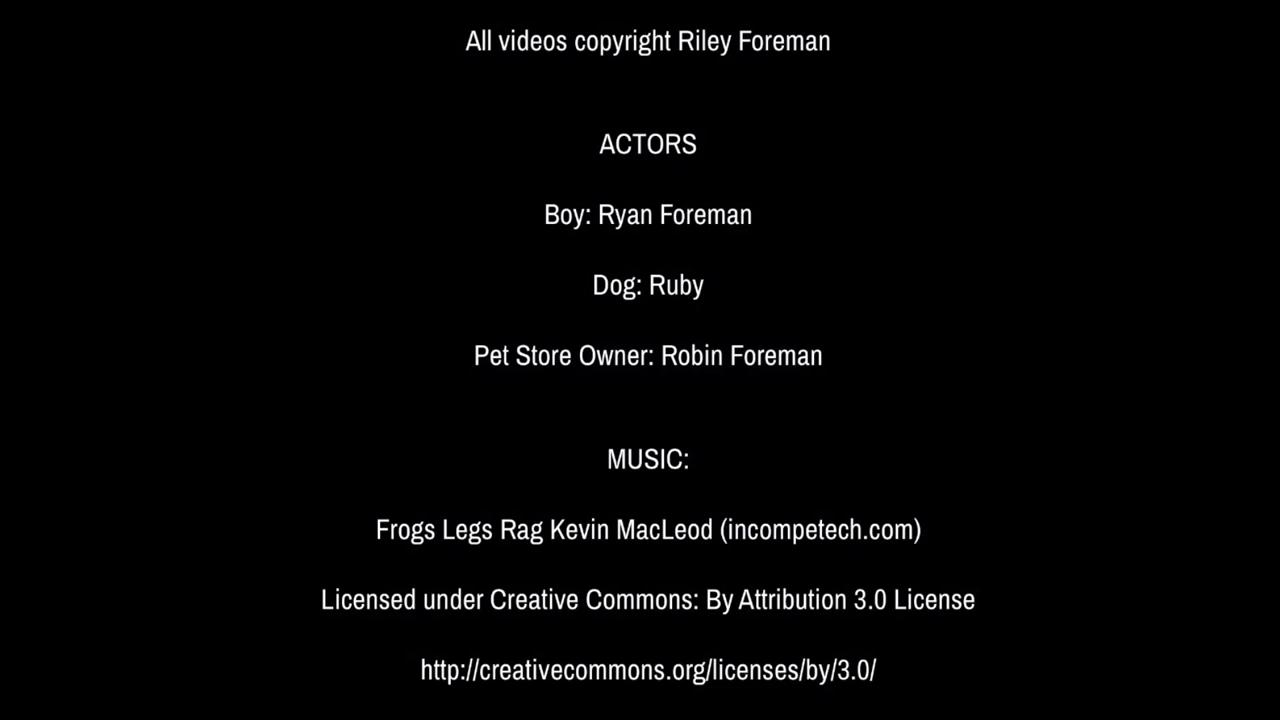 All videos copyright Riley Foreman
ACTORS
Boy: Ryan Foreman
Dog: Ruby
Pet Store Owner: Robin Foreman
MUSIC:
Frogs Legs Rag Kevin MacLeod (incompetech.com)
Licensed under Creative Commons: By Attribution 3.0 License
http://creativecommons.org/licenses/by/3.0/